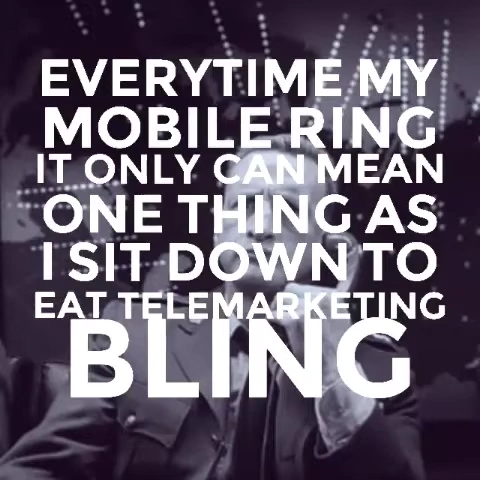 EVERYTIME MY
MOBILE RING
IT ONLY CAN MEAN
ONE THING AS
I SIT DOWN TO
EAT TELEMARKETING
BLING